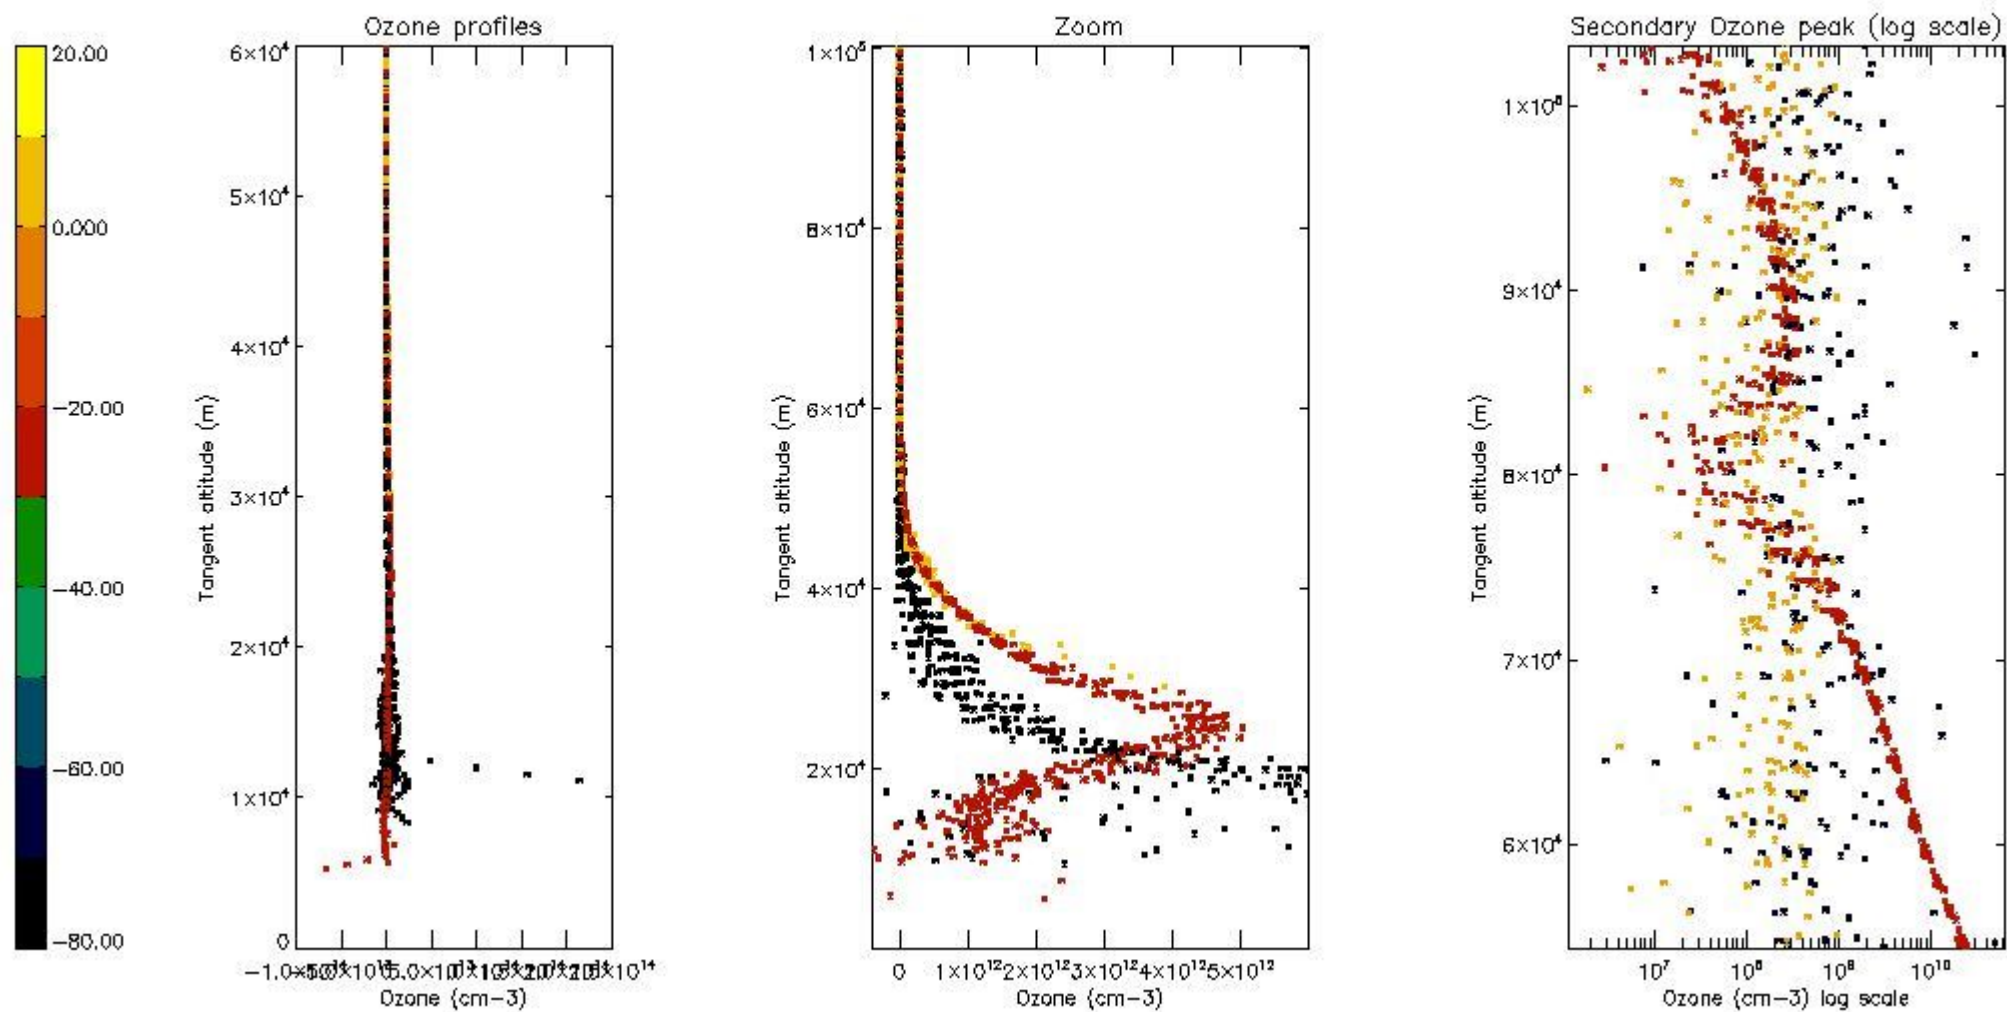 Ozone profiles
Zoom
Secondary Ozone peak (log scale)
20.00
0.000
−20.00
−40.00
−60.00
−80.00
6×10⁴
5×10⁴
4×10⁴
3×10⁴
2×10⁴
1×10⁴
0
Tangent altitude (m)
Ozone (cm−3)
1×10⁵
8×10⁴
6×10⁴
4×10⁴
2×10⁴
Tangent altitude (m)
0 1×10¹² 2×10¹² 3×10¹² 4×10¹² 5×10¹²
Ozone (cm−3)
1×10⁵
9×10⁴
8×10⁴
7×10⁴
6×10⁴
Tangent altitude (m)
10⁷ 10⁸ 10⁹ 10¹⁰
Ozone (cm−3) log scale